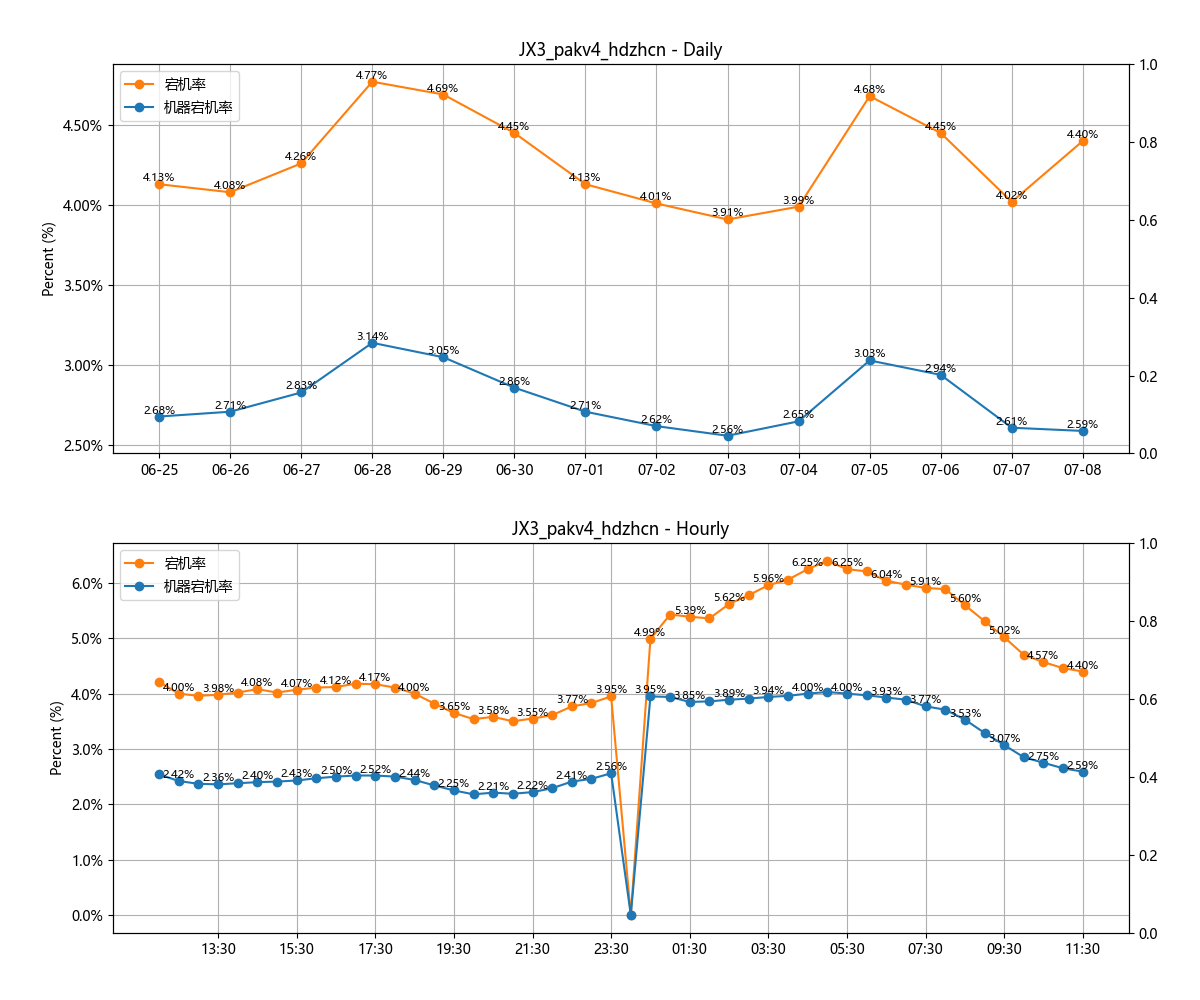 JX3_pakv4_hdzhcn - Daily
宕机率
机器宕机率
Percent (%)
4.50%
4.00%
3.50%
3.00%
2.50%
1.0
0.8
0.6
0.4
0.2
0.0
4.13% 4.08% 4.26% 4.77% 4.69% 4.45% 4.13% 4.01% 3.91% 3.99% 4.68% 4.45% 4.02% 4.40%
2.68% 2.71% 2.83% 3.14% 3.05% 2.86% 2.71% 2.62% 2.56% 2.65% 3.03% 2.94% 2.61% 2.59%
06-25 06-26 06-27 06-28 06-29 06-30 07-01 07-02 07-03 07-04 07-05 07-06 07-07 07-08
JX3_pakv4_hdzhcn - Hourly
宕机率
机器宕机率
Percent (%)
6.0%
5.0%
4.0%
3.0%
2.0%
1.0%
0.0%
1.0
0.8
0.6
0.4
0.2
0.0
4.00% 3.98% 4.08% 4.07% 4.12% 4.17% 4.00% 3.65% 3.58% 3.55% 3.77% 3.95% 4.99% 5.39% 5.62% 5.96% 6.25% 6.25% 6.04% 5.91% 5.60% 5.02% 4.57% 4.40%
2.42% 2.36% 2.40% 2.43% 2.50% 2.52% 2.44% 2.25% 2.21% 2.22% 2.41% 2.56% 3.95% 3.85% 3.89% 3.94% 4.00% 4.00% 3.93% 3.77% 3.53% 3.07% 2.75% 2.59%
13:30 15:30 17:30 19:30 21:30 23:30 01:30 03:30 05:30 07:30 09:30 11:30